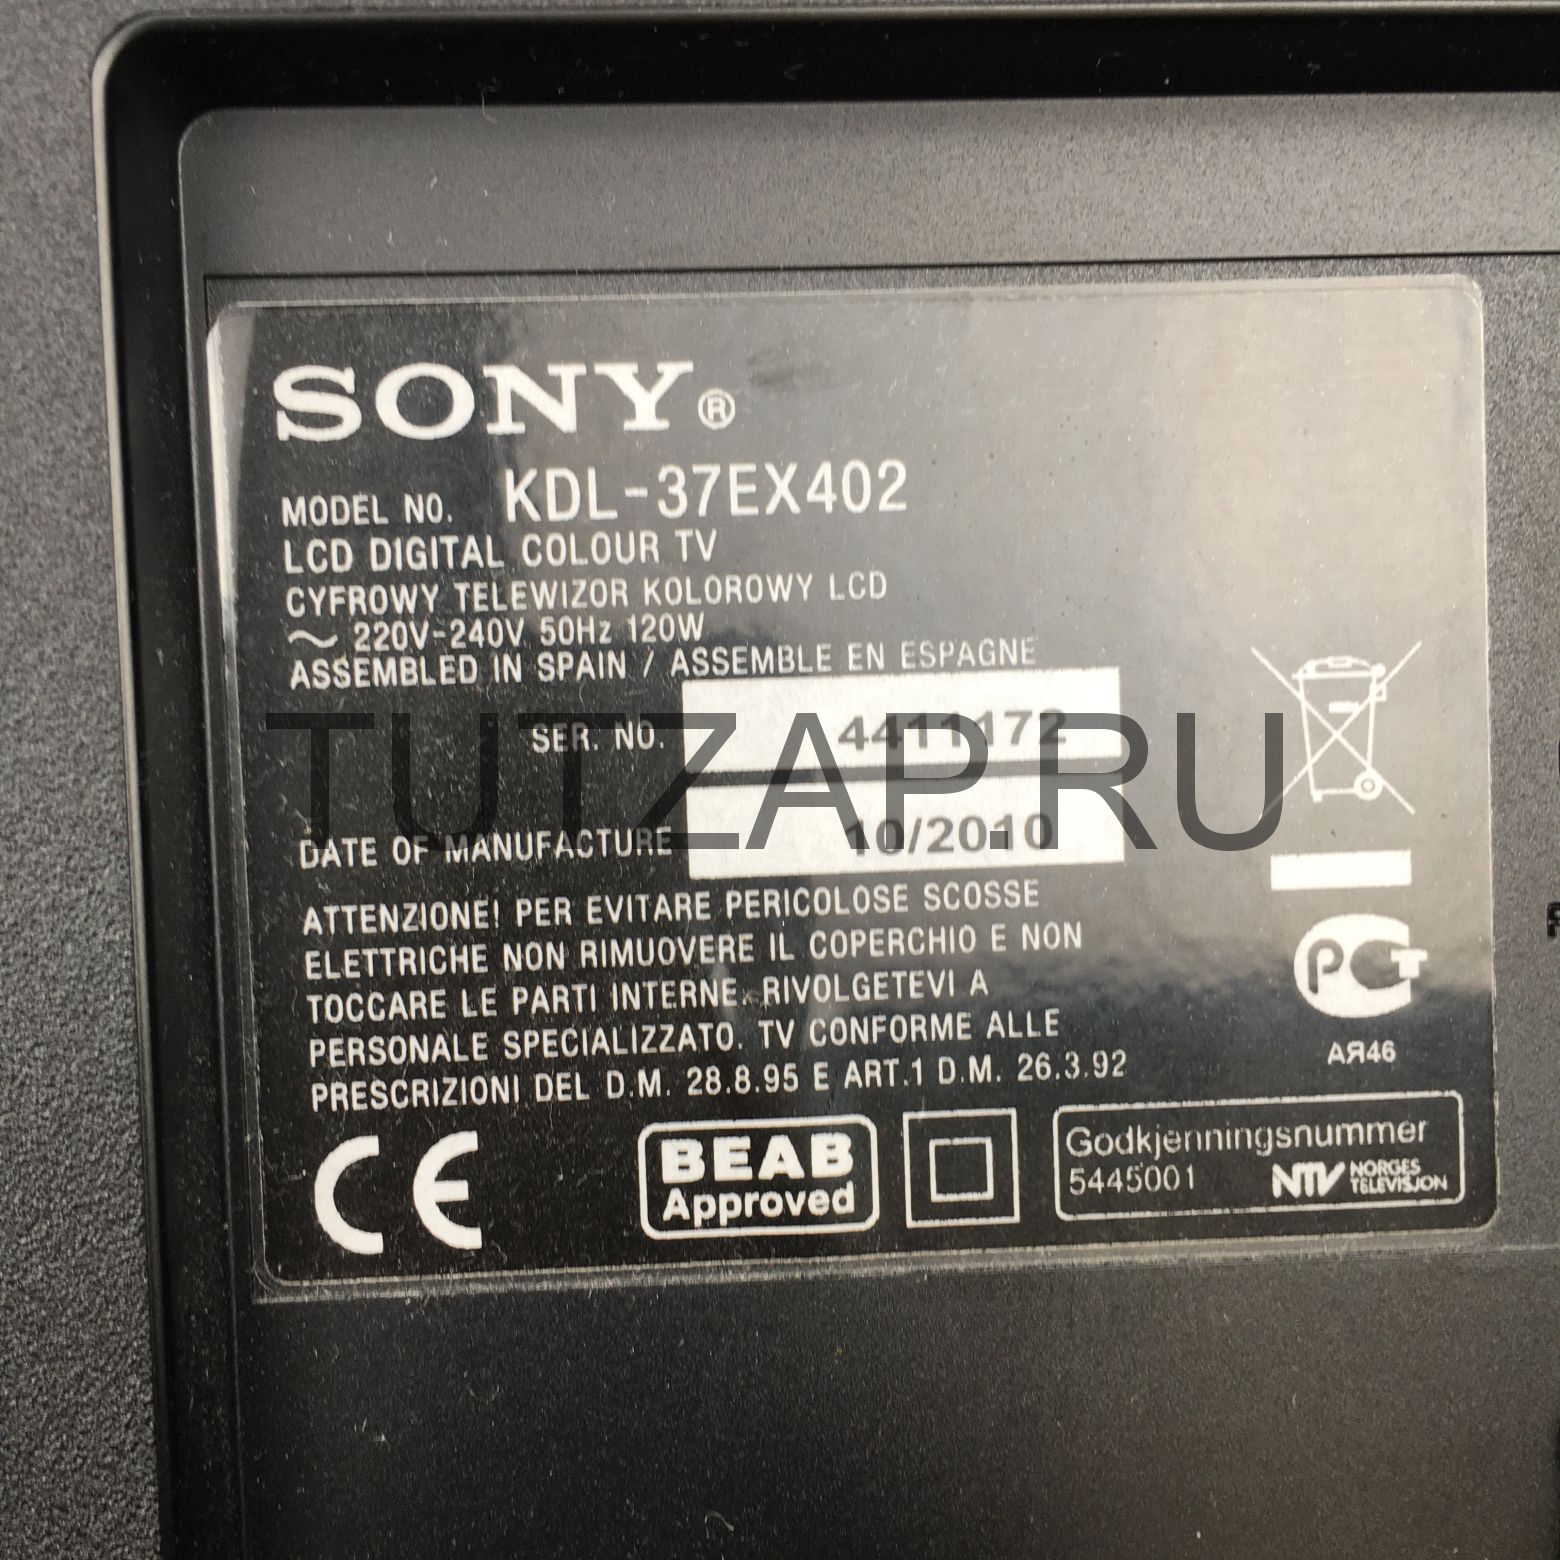 SONY®
MODEL NO. KDL-37EX402
LCD DIGITAL COLOUR TV
CYFROWY TELEWIZOR KOLOROWY LCD
~ 220V-240V 50Hz 120W
ASSEMBLED IN SPAIN / ASSEMBLE EN ESPAGNE
SER. NO. 4411172
TUTZAP.RU
DATE OF MANUFACTURE 10/2010
ATTENZIONE! PER EVITARE PERICOLOSE SCOSSE
ELETTRICHE NON RIMUOVERE IL COPERCHIO E NON
TOCCARE LE PARTI INTERNE. RIVOLGETEVI A
PERSONALE SPECIALIZZATO. TV CONFORME ALLE
PRESCRIZIONI DEL D.M. 28.8.95 E ART.1 D.M. 26.3.92
РСТ
АЯ46
CE
BEAB
Approved
Godkjenningsnummer
5445001
NTV NORGES
TELEVISJON